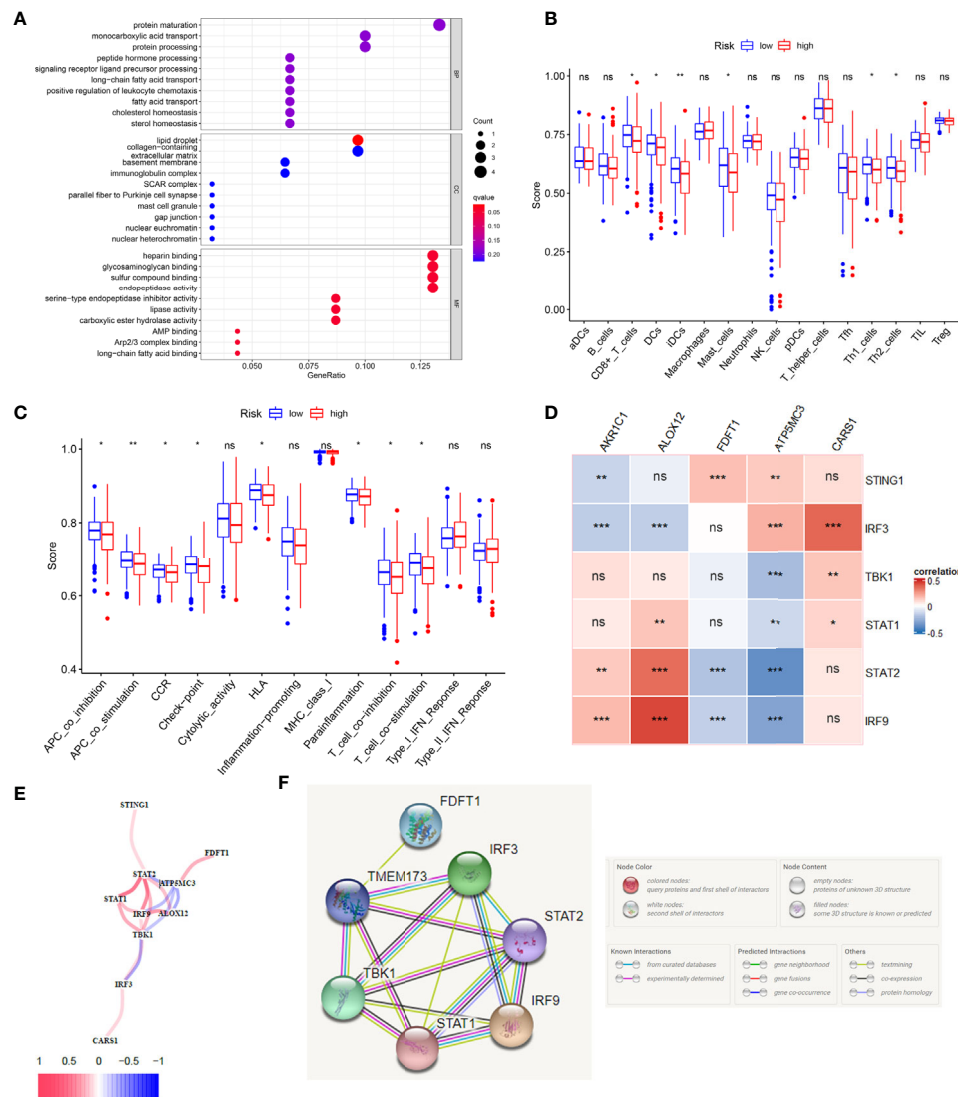 A
protein maturation
monocarboxylic acid transport
protein processing
peptide hormone processing
signaling receptor ligand precursor processing
long-chain fatty acid transport
positive regulation of leukocyte chemotaxis
fatty acid transport
cholesterol homeostasis
sterol homeostasis
BP
lipid droplet
collagen-containing
extracellular matrix
basement membrane
immunoglobulin complex
SCAR complex
parallel fiber to Purkinje cell synapse
mast cell granule
gap junction
nuclear euchromatin
nuclear heterochromatin
CC
heparin binding
glycosaminoglycan binding
sulfur compound binding
endopeptidase activity
serine-type endopeptidase inhibitor activity
lipase activity
carboxylic ester hydrolase activity
AMP binding
Arp2/3 complex binding
long-chain fatty acid binding
MF
0.050 0.075 0.100 0.125
GeneRatio
Count
1
2
3
4
qvalue
0.05
0.10
0.15
0.20
B
Risk low high
ns ns * * ** ns * ns ns ns ns ns * * ns ns
1.00
0.75
0.50
0.25
0.00
Score
aDCs
B_cells
CD8+_T_cells
DCs
iDCs
Macrophages
Mast_cells
Neutrophils
NK_cells
pDCs
T_helper_cells
Tfh
Th1_cells
Th2_cells
TIL
Treg
C
Risk low high
* ** * * ns * ns ns * * * ns ns
1.0
0.8
0.6
0.4
Score
APC_co_inhibition
APC_co_stimulation
CCR
Check-point
Cytolytic_activity
HLA
Inflammation-promoting
MHC_class_I
Parainflammation
T_cell_co-inhibition
T_cell_co-stimulation
Type_I_IFN_Reponse
Type_II_IFN_Reponse
D
AKR1C1 ALOX12 FDFT1 ATP5MC3 CARS1
** ns *** ** ns STING1
*** *** ns *** *** IRF3
ns ns ns *** ** TBK1
ns ** ns ** * STAT1
** *** *** *** ns STAT2
*** *** *** *** ns IRF9
correlation
0.5
0
-0.5
E
STING1
FDFT1
STAT2
ATP5MC3
STAT1
IRF9
ALOX12
TBK1
IRF3
CARS1
1 0.5 0 −0.5 −1
F
FDFT1
IRF3
TMEM173
STAT2
TBK1
IRF9
STAT1
Node Color
colored nodes:
query proteins and first shell of interactors
white nodes:
second shell of interactors
Node Content
empty nodes:
proteins of unknown 3D structure
filled nodes:
some 3D structure is known or predicted
Known Interactions
from curated databases
experimentally determined
Predicted Interactions
gene neighborhood
gene fusions
gene co-occurrence
Others
textmining
co-expression
protein homology